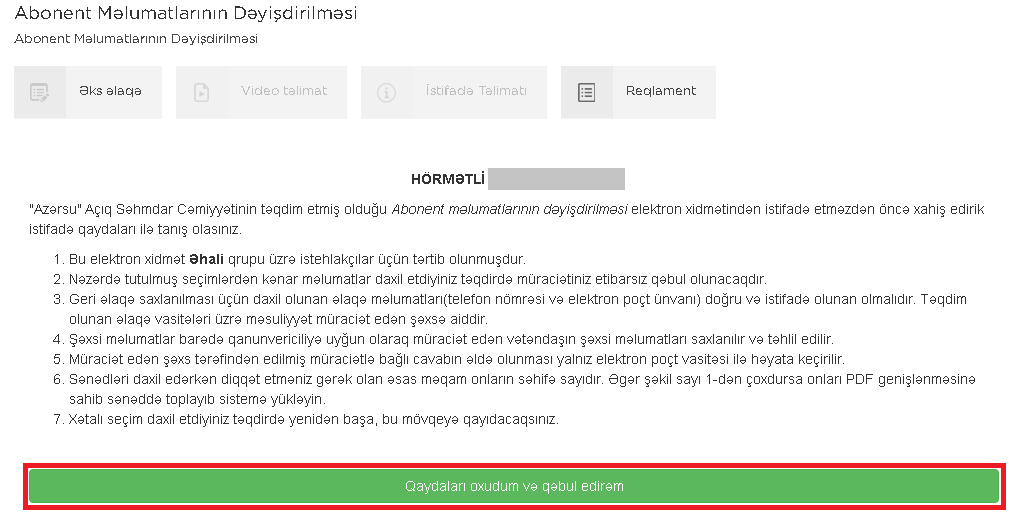 Abonent Məlumatlarının Dəyişdirilməsi
Abonent Məlumatlarının Dəyişdirilməsi
Əks əlaqə
Video təlimat
İstifadə Təlimatı
Reqlament
HÖRMƏTLİ
"Azərsu" Açıq Səhmdar Cəmiyyətinin təqdim etmiş olduğu Abonent məlumatlarının dəyişdirilməsi elektron xidmətindən istifadə etməzdən öncə xahiş edirik
istifadə qaydaları ilə tanış olasınız.
1. Bu elektron xidmət Əhali qrupu üzrə istehlakçılar üçün tərtib olunmuşdur.
2. Nəzərdə tutulmuş seçimlərdən kənar məlumatlar daxil etdiyiniz təqdirdə müraciətiniz etibarsız qəbul olunacaqdır.
3. Geri əlaqə saxlanılması üçün daxil olunan əlaqə məlumatları(telefon nömrəsi və elektron poçt ünvanı) doğru və istifadə olunan olmalıdır. Təqdim
olunan əlaqə vasitələri üzrə məsuliyyət müraciət edən şəxsə aiddir.
4. Şəxsi məlumatlar barədə qanunvericiliyə uyğun olaraq müraciət edən vətəndaşın şəxsi məlumatları saxlanılır və təhlil edilir.
5. Müraciət edən şəxs tərəfindən edilmiş müraciətlə bağlı cavabın əldə olunması yalnız elektron poçt vasitəsi ilə həyata keçirilir.
6. Sənədləri daxil edərkən diqqət etməniz gərək olan əsas məqam onların səhifə sayıdır. Əgər şəkil sayı 1-dən çoxdursa onları PDF genişlənməsinə
sahib sənəddə toplayıb sistemə yükləyin.
7. Xətalı seçim daxil etdiyiniz təqdirdə yenidən başa, bu mövqeyə qayıdacaqsınız.
Qaydaları oxudum və qəbul edirəm